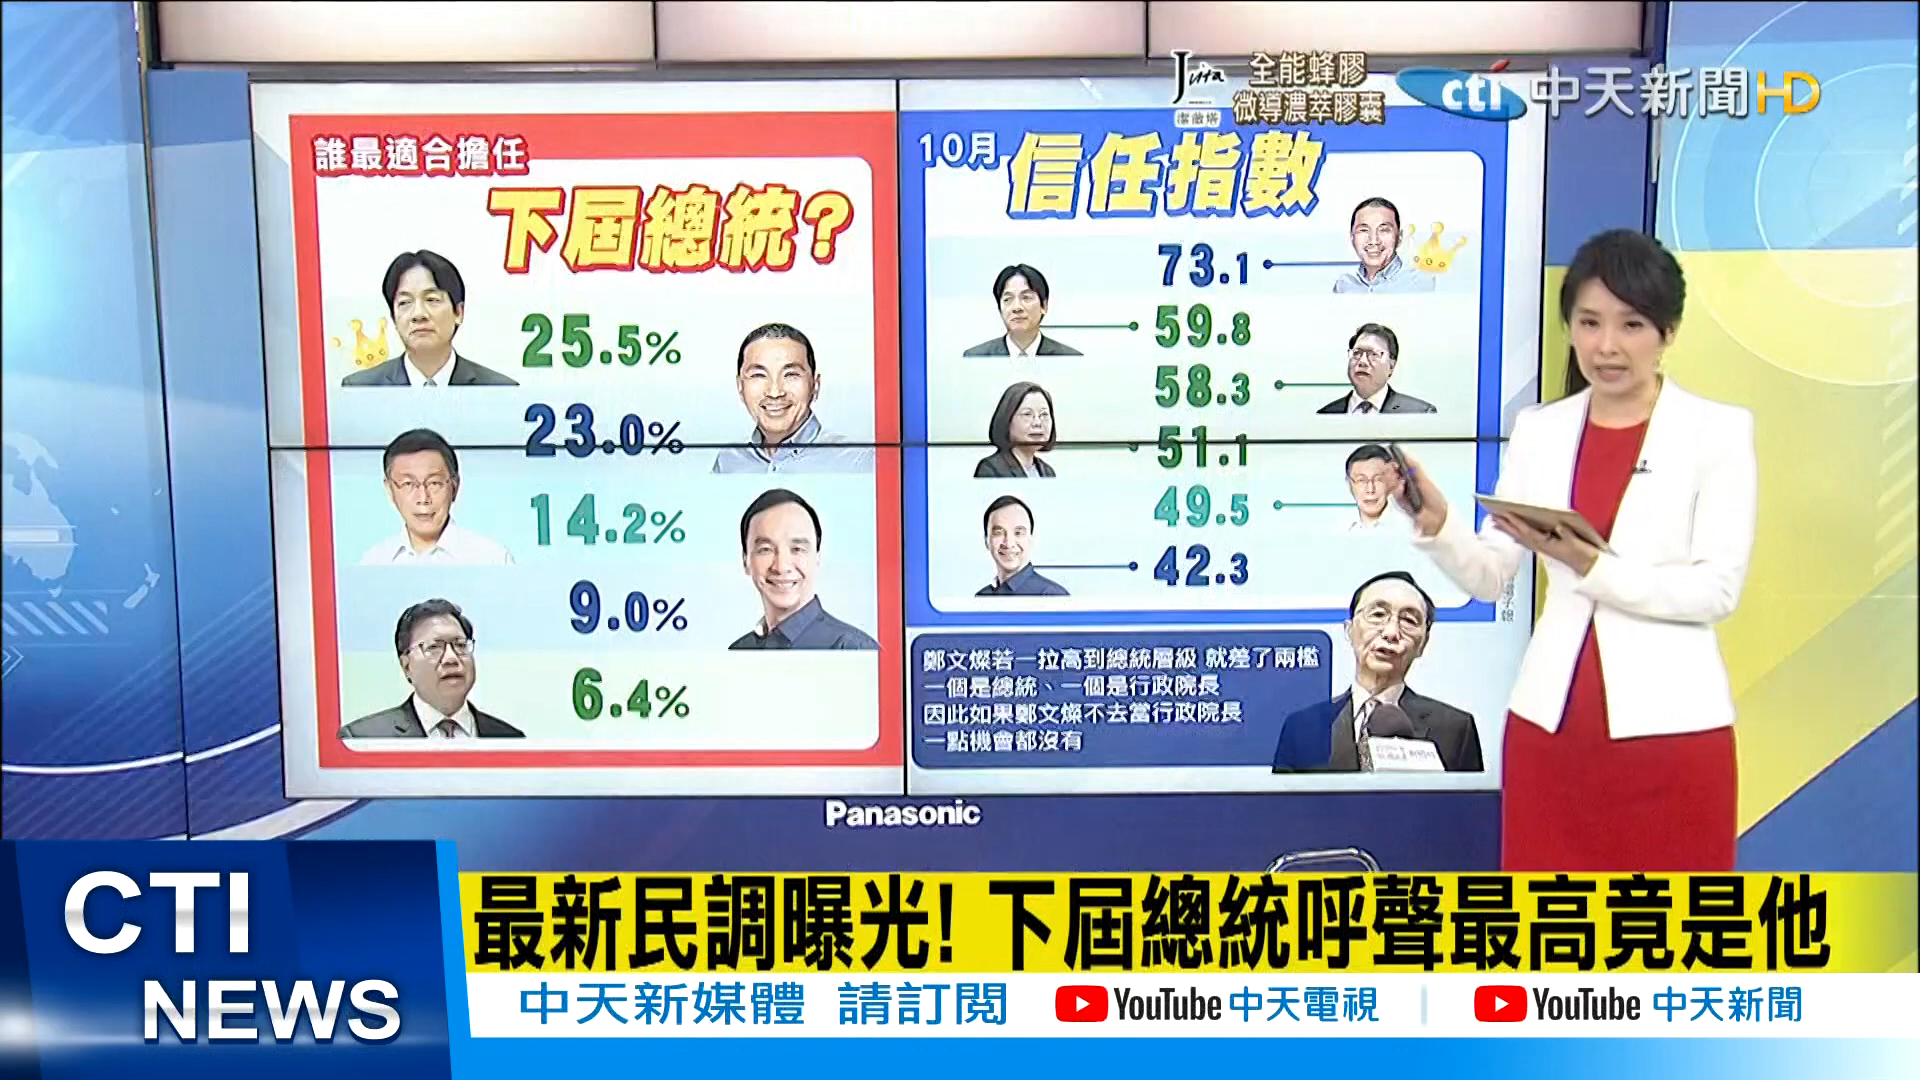 Juta
潔敵塔
全能蜂膠
微導濃萃膠囊
cti 中天新聞HD
誰最適合擔任
下屆總統?
25.5%
23.0%
14.2%
9.0%
6.4%
10月 信任指數
73.1
59.8
58.3
51.1
49.5
42.3
鄭文燦若一拉高到總統層級 就差了兩檻
一個是總統、一個是行政院長
因此如果鄭文燦不去當行政院長
一點機會都沒有
Panasonic
CTI
NEWS
最新民調曝光! 下屆總統呼聲最高竟是他
中天新媒體 請訂閱 YouTube 中天電視 | YouTube 中天新聞